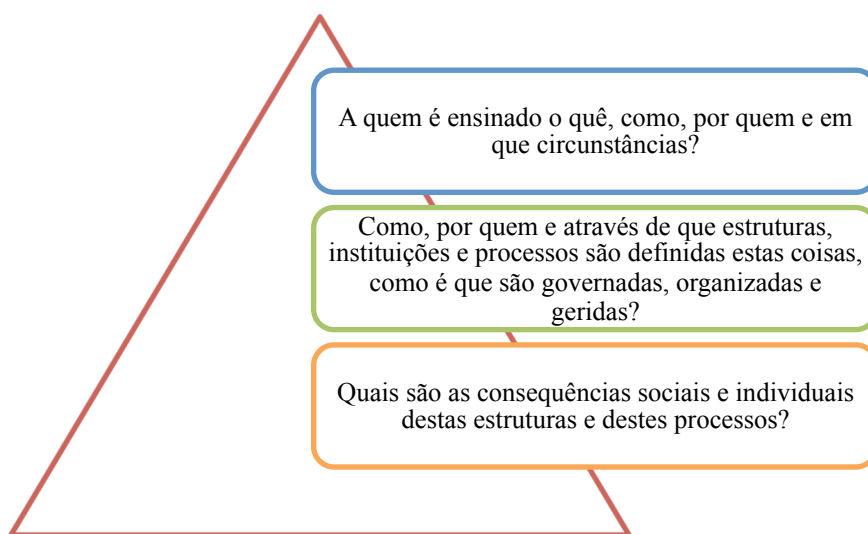 A quem é ensinado o quê, como, por quem e em
que circunstâncias?
Como, por quem e através de que estruturas,
instituições e processos são definidas estas coisas,
como é que são governadas, organizadas e
geridas?
Quais são as consequências sociais e individuais
destas estruturas e destes processos?